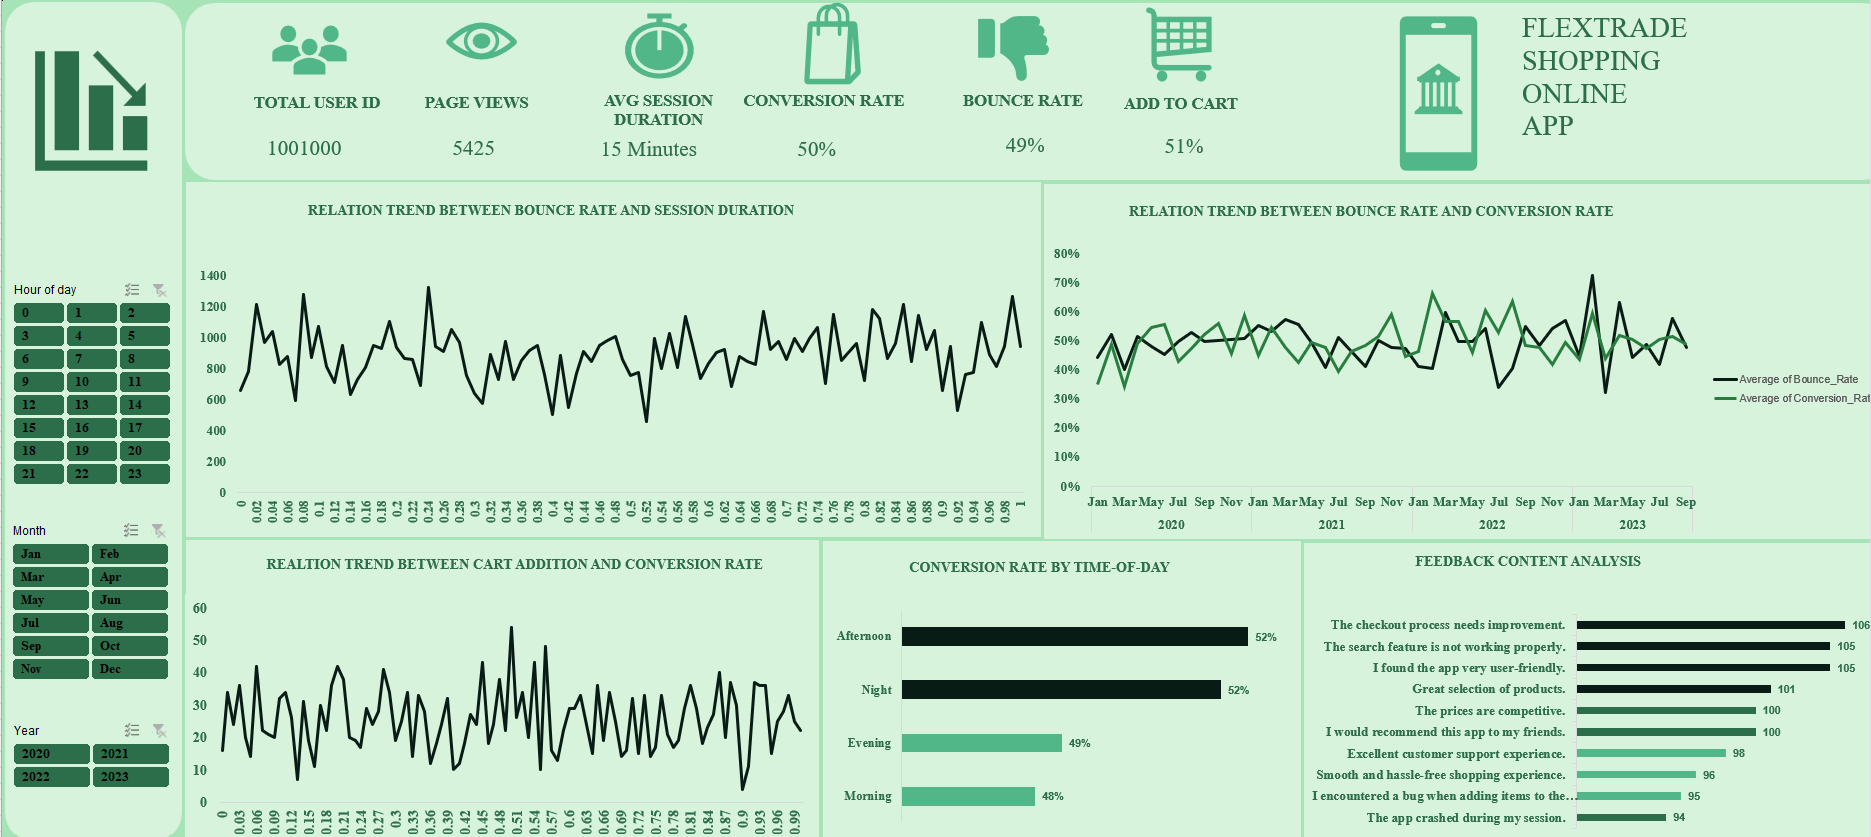 TOTAL USER ID
1001000
PAGE VIEWS
5425
AVG SESSION
DURATION
15 Minutes
CONVERSION RATE
50%
BOUNCE RATE
49%
ADD TO CART
51%
FLEXTRADE
SHOPPING
ONLINE
APP
Hour of day
0 1 2
3 4 5
6 7 8
9 10 11
12 13 14
15 16 17
18 19 20
21 22 23
Month
Jan Feb
Mar Apr
May Jun
Jul Aug
Sep Oct
Nov Dec
Year
2020 2021
2022 2023
RELATION TREND BETWEEN BOUNCE RATE AND SESSION DURATION
1400
1200
1000
800
600
400
200
0
0 0.02 0.04 0.06 0.08 0.1 0.12 0.14 0.16 0.18 0.2 0.22 0.24 0.26 0.28 0.3 0.32 0.34 0.36 0.38 0.4 0.42 0.44 0.46 0.48 0.5 0.52 0.54 0.56 0.58 0.6 0.62 0.64 0.66 0.68 0.7 0.72 0.74 0.76 0.78 0.8 0.82 0.84 0.86 0.88 0.9 0.92 0.94 0.96 0.98 1
RELATION TREND BETWEEN BOUNCE RATE AND CONVERSION RATE
80%
70%
60%
50%
40%
30%
20%
10%
0%
Jan Mar May Jul Sep Nov Jan Mar May Jul Sep Nov Jan Mar May Jul Sep Nov Jan Mar May Jul Sep
2020 2021 2022 2023
Average of Bounce_Rate
Average of Conversion_Rat
REALTION TREND BETWEEN CART ADDITION AND CONVERSION RATE
60
50
40
30
20
10
0
0 0.03 0.06 0.09 0.12 0.15 0.18 0.21 0.24 0.27 0.3 0.33 0.36 0.39 0.42 0.45 0.48 0.51 0.54 0.57 0.6 0.63 0.66 0.69 0.72 0.75 0.78 0.81 0.84 0.87 0.9 0.93 0.96 0.99
CONVERSION RATE BY TIME-OF-DAY
Afternoon 52%
Night 52%
Evening 49%
Morning 48%
FEEDBACK CONTENT ANALYSIS
The checkout process needs improvement. 106
The search feature is not working properly. 105
I found the app very user-friendly. 105
Great selection of products. 101
The prices are competitive. 100
I would recommend this app to my friends. 100
Excellent customer support experience. 98
Smooth and hassle-free shopping experience. 96
I encountered a bug when adding items to the… 95
The app crashed during my session. 94